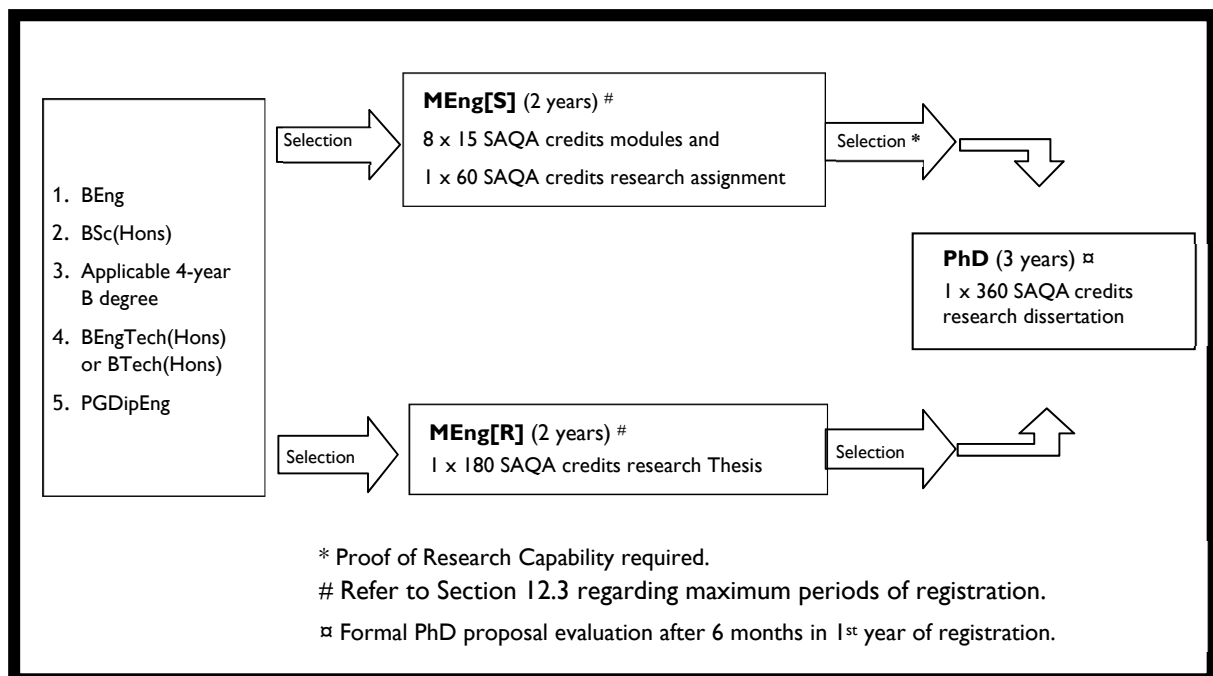 1. BEng
2. BSc(Hons)
3. Applicable 4-year
B degree
4. BEngTech(Hons)
or BTech(Hons)
5. PGDipEng
Selection
MEng[S] (2 years) #
8 x 15 SAQA credits modules and
1 x 60 SAQA credits research assignment
Selection *
PhD (3 years) ¤
1 x 360 SAQA credits
research dissertation
Selection
MEng[R] (2 years) #
1 x 180 SAQA credits research Thesis
Selection
* Proof of Research Capability required.
# Refer to Section 12.3 regarding maximum periods of registration.
¤ Formal PhD proposal evaluation after 6 months in 1st year of registration.